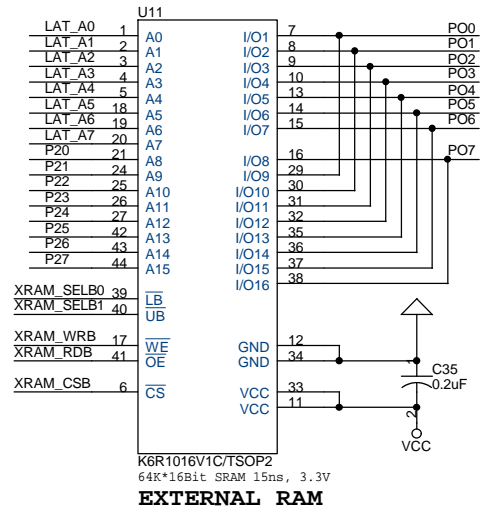 U11
LAT_A0 1 A0 I/O1 7 PO0
LAT_A1 2 A1 I/O2 8 PO1
LAT_A2 3 A2 I/O3 9 PO2
LAT_A3 4 A3 I/O4 10 PO3
LAT_A4 5 A4 I/O5 13 PO4
LAT_A5 18 A5 I/O6 14 PO5
LAT_A6 19 A6 I/O7 15 PO6
LAT_A7 20 A7
P20 21 A8 I/O8 16 PO7
P21 24 A9 I/O9 29
P22 25 A10 I/O10 30
P23 26 A11 I/O11 31
P24 27 A12 I/O12 32
P25 42 A13 I/O13 35
P26 43 A14 I/O14 36
P27 44 A15 I/O15 37
I/O16 38
XRAM_SELB0 39 LB
XRAM_SELB1 40 UB
XRAM_WRB 17 WE GND 12
XRAM_RDB 41 OE GND 34
1 C35
0.2uF
XRAM_CSB 6 CS VCC 33
VCC 11
2
VCC
K6R1016V1C/TSOP2
64K*16Bit SRAM 15ns, 3.3V
EXTERNAL RAM